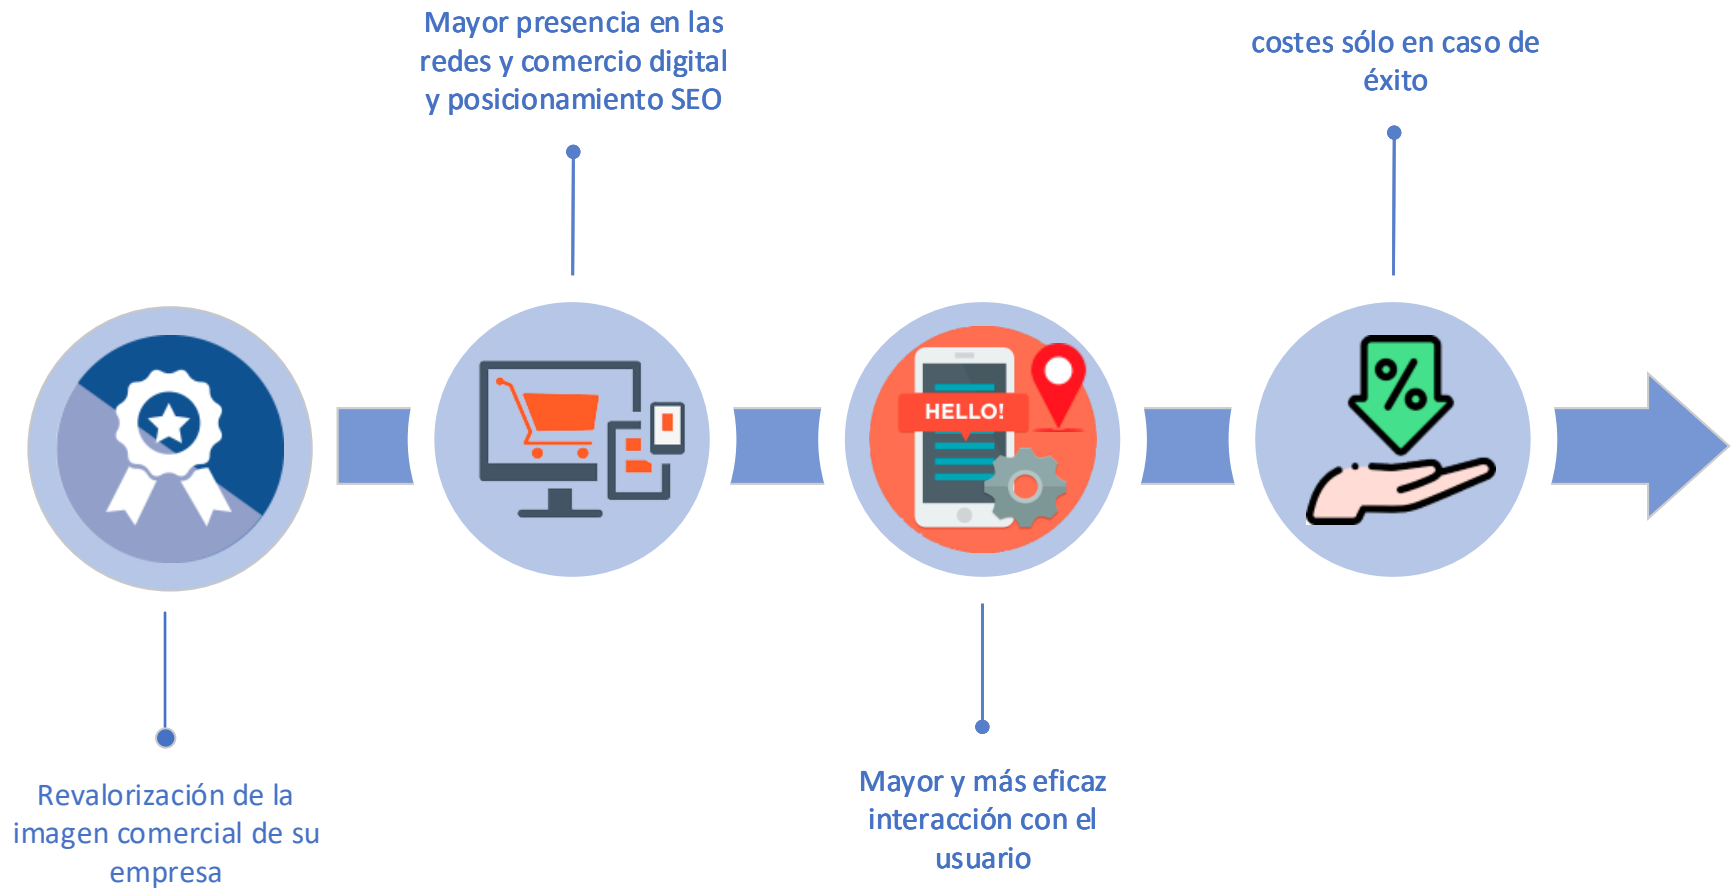 Mayor presencia en las
redes y comercio digital
y posicionamiento SEO
costes sólo en caso de
éxito
HELLO!
%
Revalorización de la
imagen comercial de su
empresa
Mayor y más eficaz
interacción con el
usuario